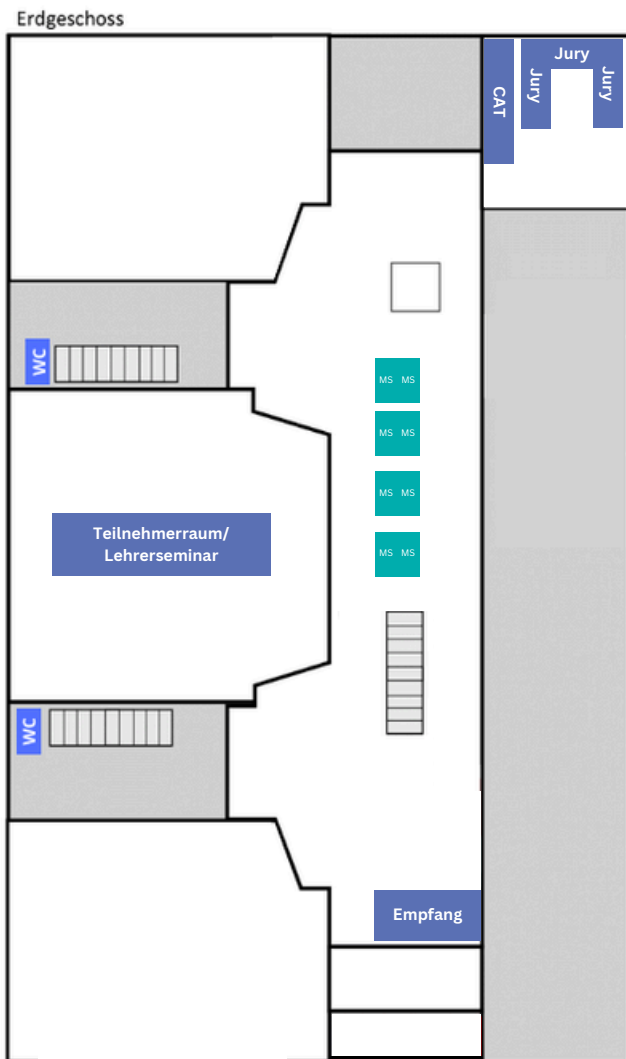 Erdgeschoss
Jury
CAT
Jury
Jury
WC
MS MS
MS MS
MS MS
MS MS
Teilnehmerraum/
Lehrerseminar
WC
Empfang